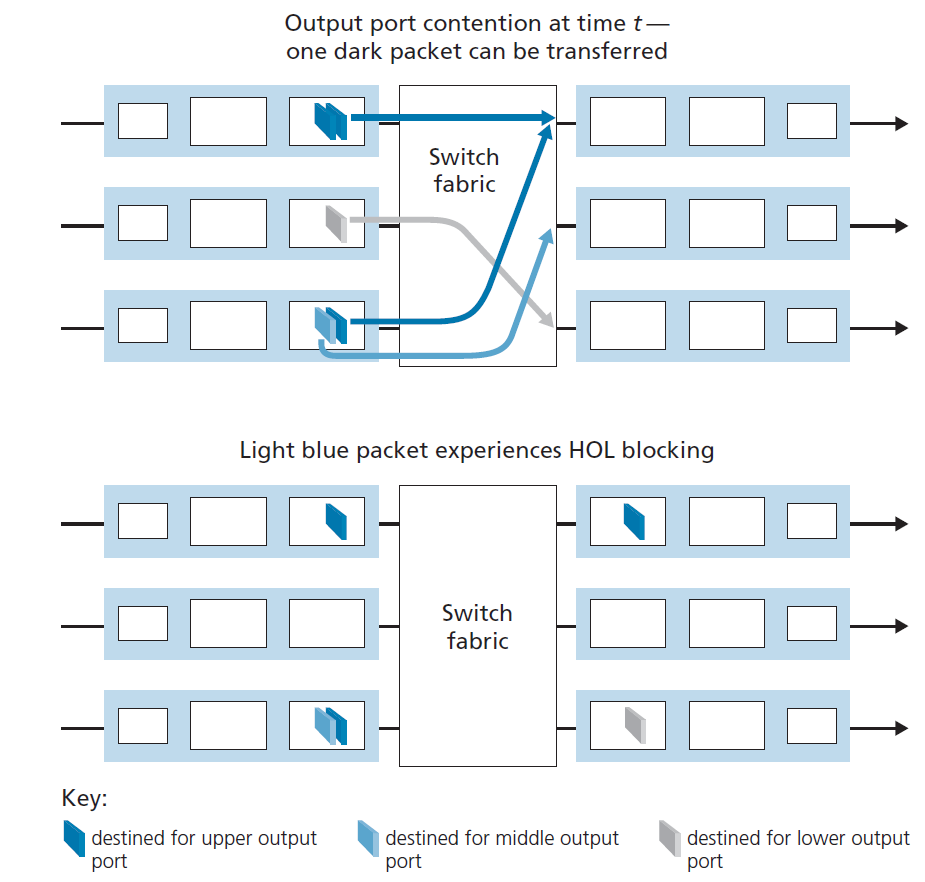 Output port contention at time t —
one dark packet can be transferred
Switch
fabric
Light blue packet experiences HOL blocking
Switch
fabric
Key:
destined for upper output
port
destined for middle output
port
destined for lower output
port